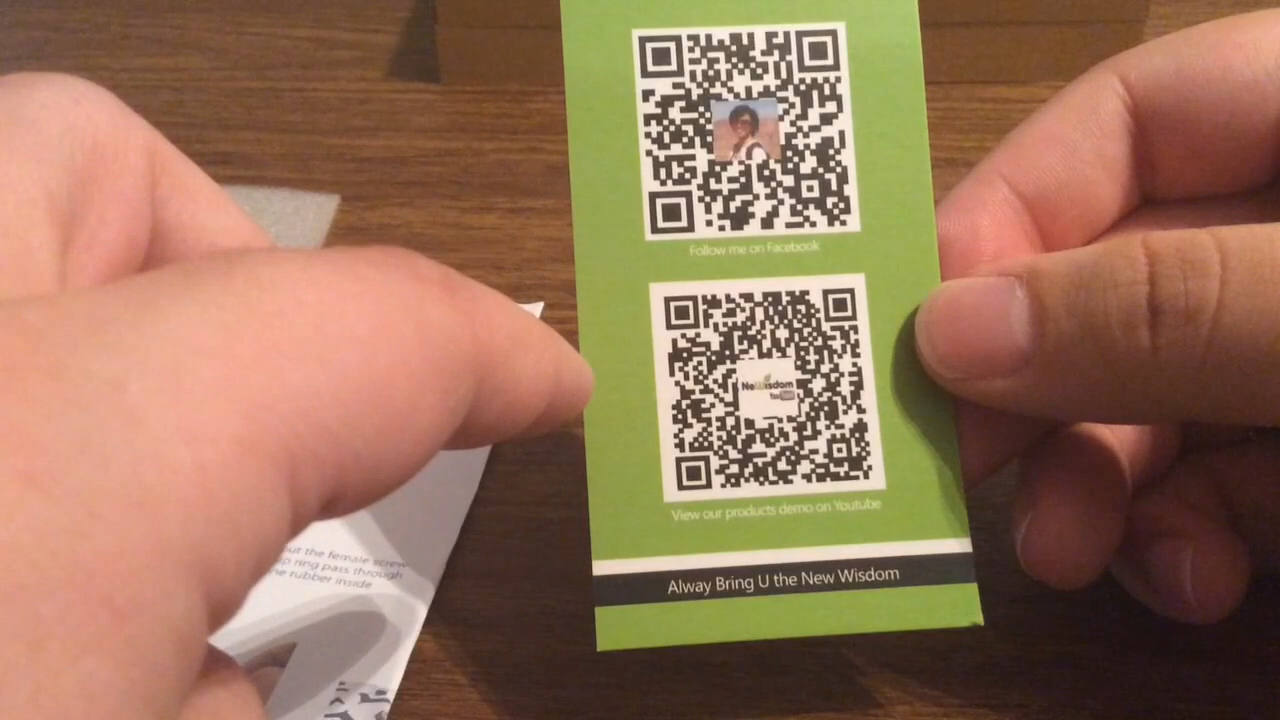 Follow me on Facebook
NeWisdom
YouTube
View our products demo on Youtube
Alway Bring U the New Wisdom
out the female screw
ring pass through
rubber inside